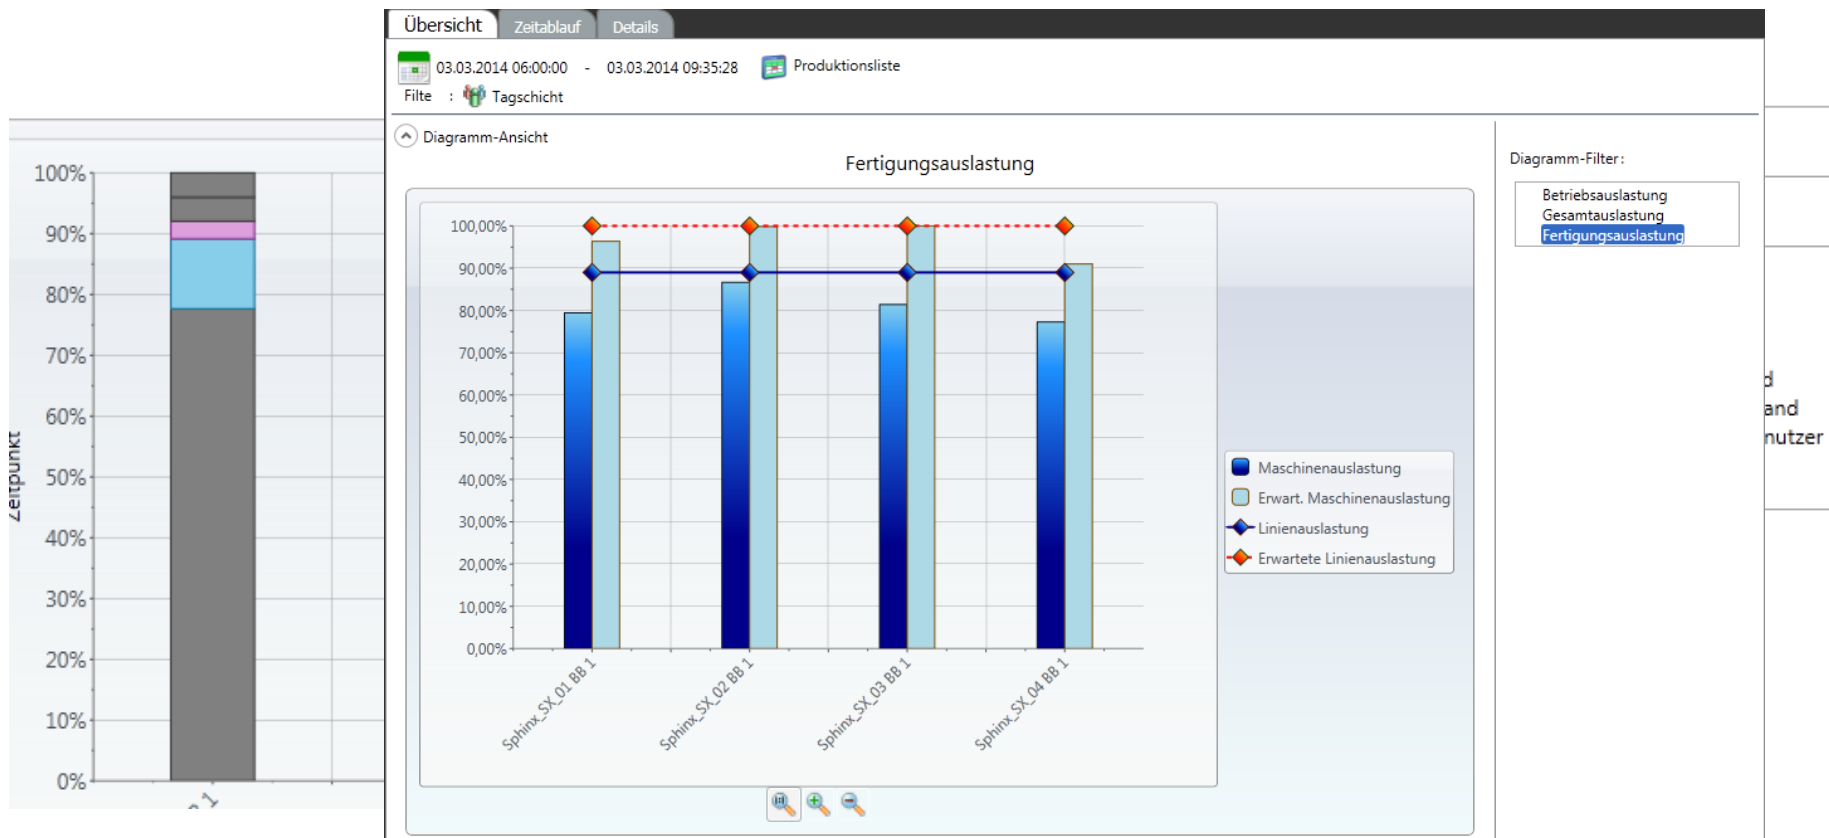 Übersicht
Zeitablauf
Details
03.03.2014 06:00:00 - 03.03.2014 09:35:28
Produktionsliste
Filte :
Tagschicht
Diagramm-Ansicht
Fertigungsauslastung
100,00%
90,00%
80,00%
70,00%
60,00%
50,00%
40,00%
30,00%
20,00%
10,00%
0,00%
Sphinx_SX_01 BB 1
Sphinx_SX_02 BB 1
Sphinx_SX_03 BB 1
Sphinx_SX_04 BB 1
Maschinenauslastung
Erwart. Maschinenauslastung
Linienauslastung
Erwartete Linienauslastung
Diagramm-Filter:
Betriebsauslastung
Gesamtauslastung
Fertigungsauslastung
100%
90%
80%
70%
60%
50%
40%
30%
20%
10%
0%
Zeitpunkt
1
d
and
nutzer